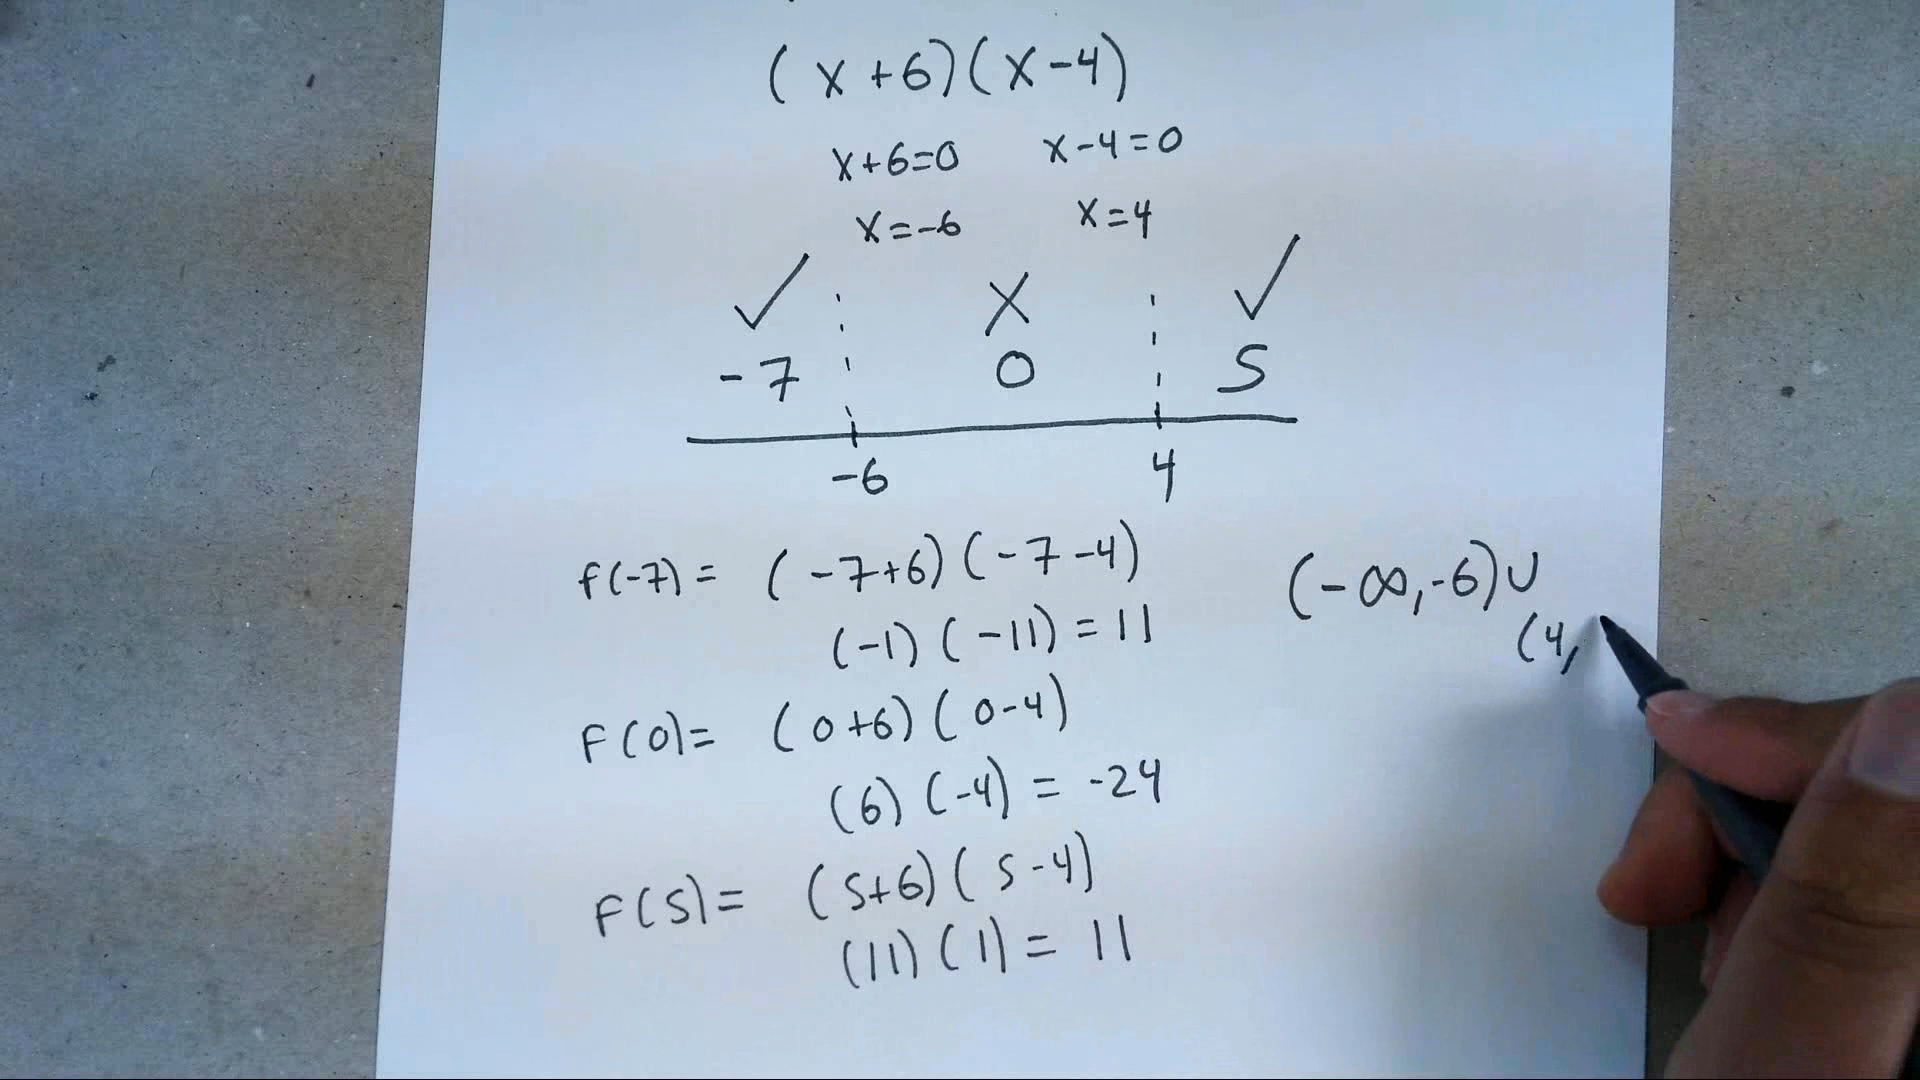 (x+6)(x-4)
x+6=0 x-4=0
x=-6 x=4
✓ X ✓
-7 0 5
-6 4
f(-7) = (-7+6)(-7-4)
(-1)(-11) = 11
(-∞,-6)∪
(4,
F(0)= (0+6)(0-4)
(6)(-4) = -24
F(5)= (5+6)(5-4)
(11)(1) = 11